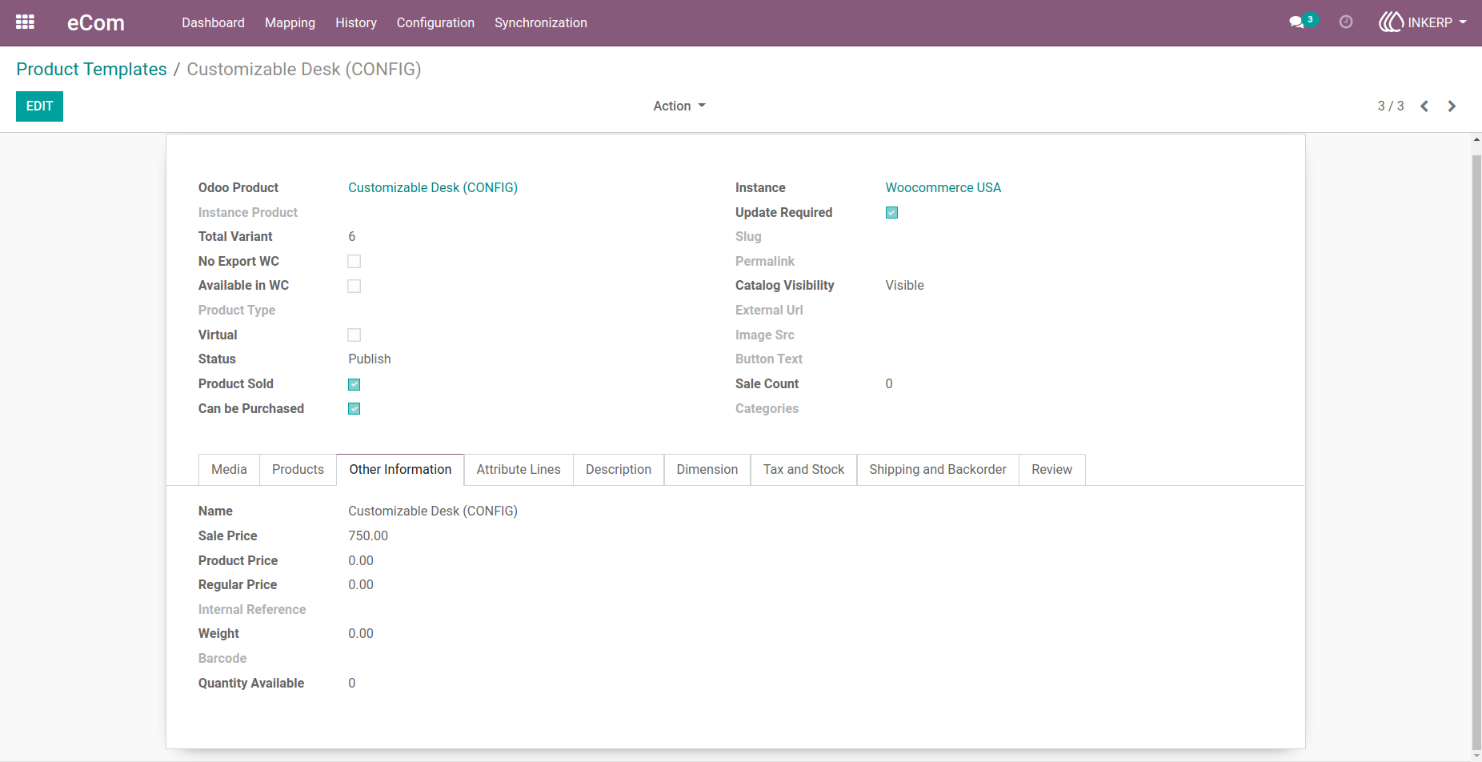 eCom Dashboard Mapping History Configuration Synchronization 3 INKERP
Product Templates / Customizable Desk (CONFIG)
EDIT Action 3 / 3
Odoo Product Customizable Desk (CONFIG) Instance Woocommerce USA
Instance Product Update Required
Total Variant 6 Slug
No Export WC Permalink
Available in WC Catalog Visibility Visible
Product Type External Url
Virtual Image Src
Status Publish Button Text
Product Sold Sale Count 0
Can be Purchased Categories
Media Products Other Information Attribute Lines Description Dimension Tax and Stock Shipping and Backorder Review
Name Customizable Desk (CONFIG)
Sale Price 750.00
Product Price 0.00
Regular Price 0.00
Internal Reference
Weight 0.00
Barcode
Quantity Available 0